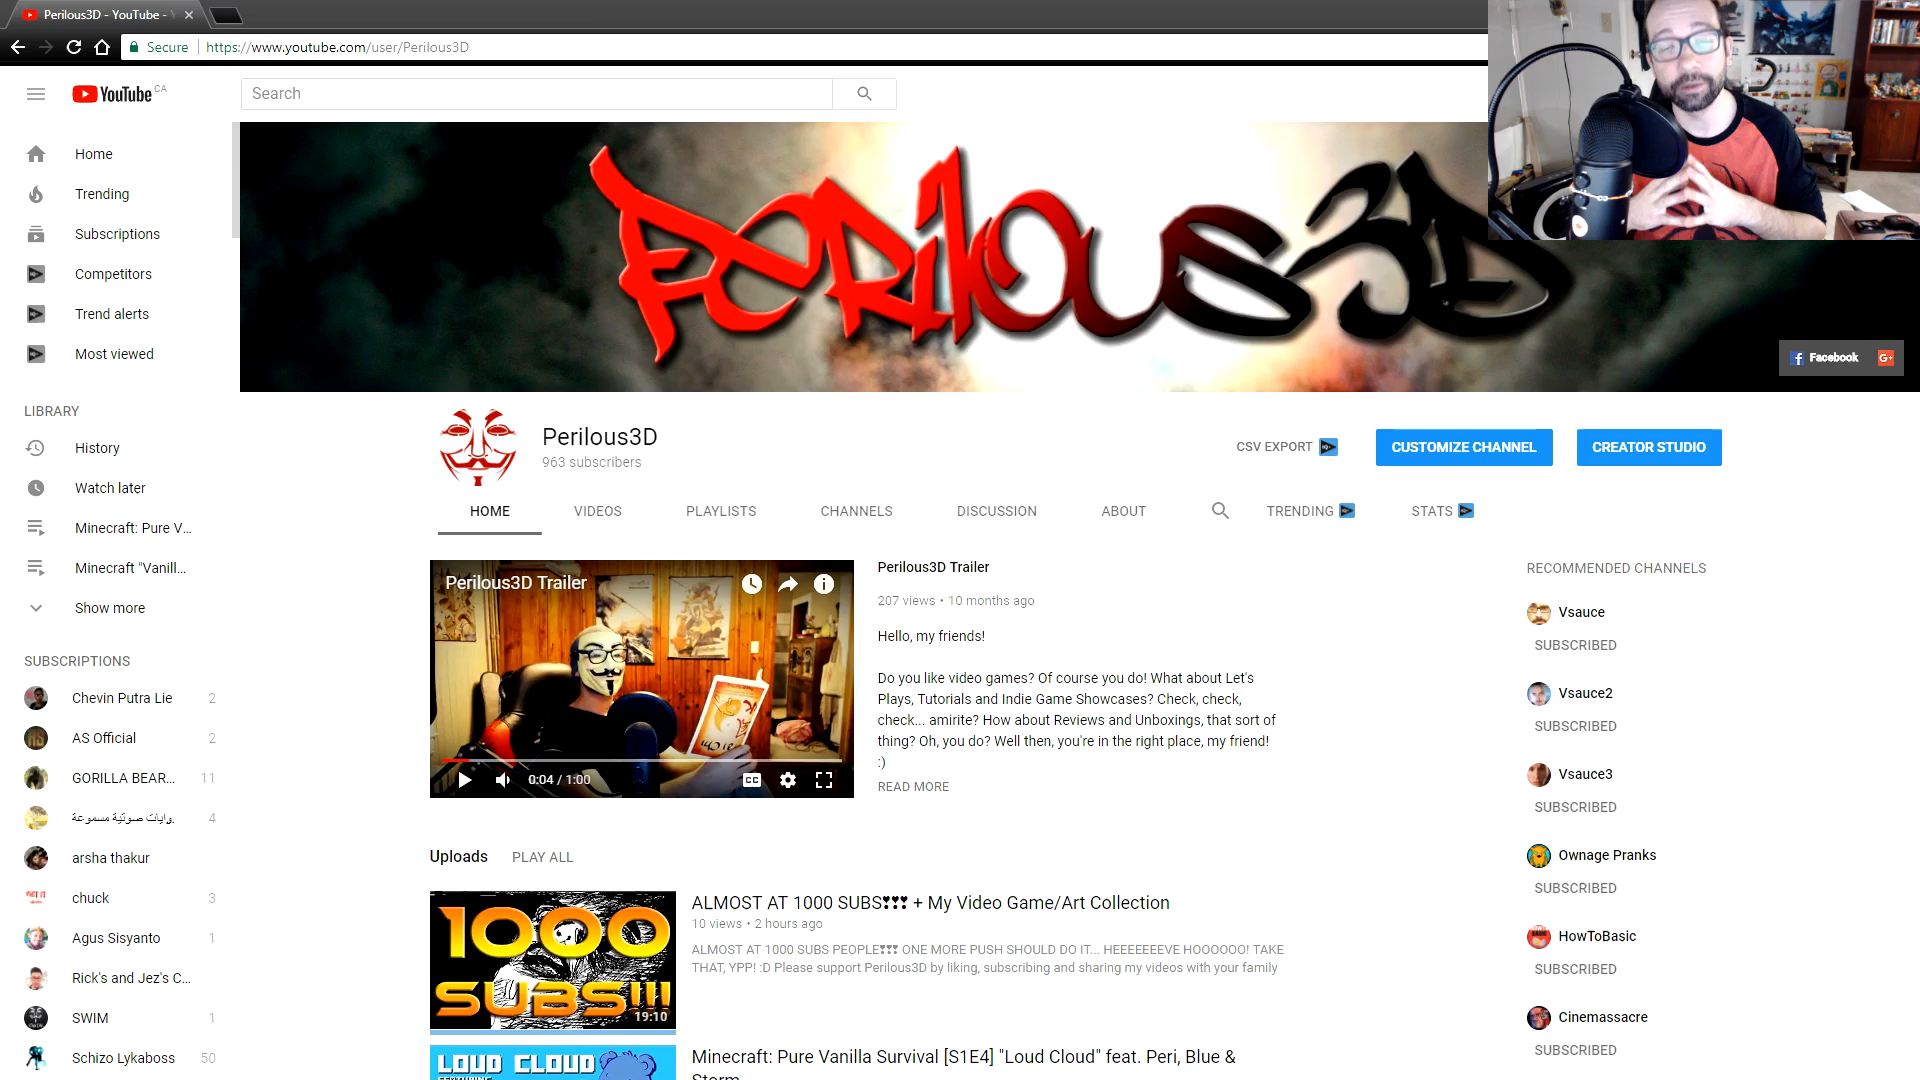 Perilous3D - YouTube - Y
Secure https://www.youtube.com/user/Perilous3D
YouTube CA
Search
Home
Trending
Subscriptions
Competitors
Trend alerts
Most viewed
LIBRARY
History
Watch later
Minecraft: Pure V...
Minecraft "Vanill...
Show more
SUBSCRIPTIONS
Chevin Putra Lie 2
AS Official 2
GORILLA BEAR... 11
وايات صوتية مسموعة. 4
arsha thakur
chuck 3
Agus Sisyanto 1
Rick's and Jez's C...
SWIM 1
Schizo Lykaboss 50
PERilOuS3D
Facebook G+
Perilous3D
963 subscribers
CSV EXPORT
CUSTOMIZE CHANNEL
CREATOR STUDIO
HOME VIDEOS PLAYLISTS CHANNELS DISCUSSION ABOUT TRENDING STATS
Perilous3D Trailer
0:04 / 1:00
CC
Perilous3D Trailer
207 views • 10 months ago
Hello, my friends!
Do you like video games? Of course you do! What about Let's
Plays, Tutorials and Indie Game Showcases? Check, check,
check... amirite? How about Reviews and Unboxings, that sort of
thing? Oh, you do? Well then, you're in the right place, my friend!
:)
READ MORE
Uploads PLAY ALL
1000
SUBS!!!
19:10
ALMOST AT 1000 SUBS❣❣❣ + My Video Game/Art Collection
10 views • 2 hours ago
ALMOST AT 1000 SUBS PEOPLE❣❣❣ ONE MORE PUSH SHOULD DO IT... HEEEEEEEVE HOOOOOO! TAKE
THAT, YPP! :D Please support Perilous3D by liking, subscribing and sharing my videos with your family
LOUD CLOUD
Minecraft: Pure Vanilla Survival [S1E4] "Loud Cloud" feat. Peri, Blue &
Storm
RECOMMENDED CHANNELS
Vsauce
SUBSCRIBED
Vsauce2
SUBSCRIBED
Vsauce3
SUBSCRIBED
Ownage Pranks
SUBSCRIBED
HowToBasic
SUBSCRIBED
Cinemassacre
SUBSCRIBED